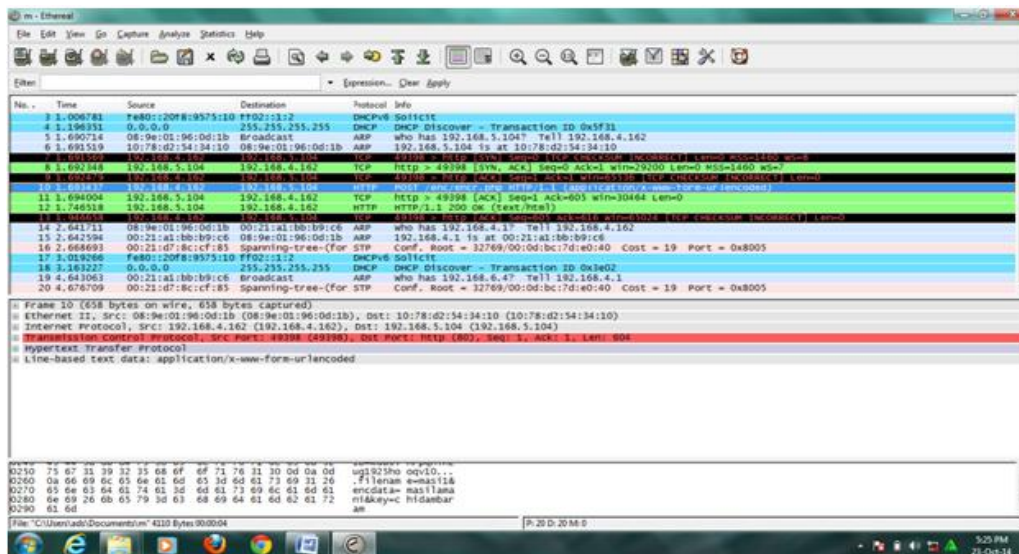 m - Ethereal
File Edit View Go Capture Analyze Statistics Help
Filter: Expression... Clear Apply
No. . Time Source Destination Protocol Info
3 1.006781 fe80::20f8:9575:10 ff02::1:2 DHCPv6 Solicit
4 1.196351 0.0.0.0 255.255.255.255 DHCP DHCP Discover - Transaction ID 0x5f31
5 1.690714 08:9e:01:96:0d:1b Broadcast ARP who has 192.168.5.104? Tell 192.168.4.162
6 1.691519 10:78:d2:54:34:10 08:9e:01:96:0d:1b ARP 192.168.5.104 is at 10:78:d2:54:34:10
7 1.691569 192.168.4.162 192.168.5.104 TCP 49398 > http [SYN] Seq=0 [TCP CHECKSUM INCORRECT] Len=0 MSS=1460 WS=8
8 1.692348 192.168.5.104 192.168.4.162 TCP http > 49398 [SYN, ACK] Seq=0 Ack=1 Win=29200 Len=0 MSS=1460 WS=7
9 1.692475 192.168.4.162 192.168.5.104 TCP 49398 > http [ACK] Seq=1 Ack=1 Win=65536 [TCP CHECKSUM INCORRECT] Len=0
10 1.693437 192.168.4.162 192.168.5.104 HTTP POST /enc/encr.php HTTP/1.1 (application/x-www-form-urlencoded)
11 1.694004 192.168.5.104 192.168.4.162 TCP http > 49398 [ACK] Seq=1 Ack=605 Win=30464 Len=0
12 1.746518 192.168.5.104 192.168.4.162 HTTP HTTP/1.1 200 OK (text/html)
13 1.946658 192.168.4.162 192.168.5.104 TCP 49398 > http [ACK] Seq=605 Ack=616 Win=65024 [TCP CHECKSUM INCORRECT] Len=0
14 2.641711 08:9e:01:96:0d:1b 00:21:a1:bb:b9:c6 ARP who has 192.168.4.1? Tell 192.168.4.162
15 2.642594 00:21:a1:bb:b9:c6 08:9e:01:96:0d:1b ARP 192.168.4.1 is at 00:21:a1:bb:b9:c6
16 2.668693 00:21:d7:8c:cf:85 Spanning-tree-(for STP Conf. Root = 32769/00:0d:bc:7d:e0:40 Cost = 19 Port = 0x8005
17 3.019266 fe80::20f8:9575:10 ff02::1:2 DHCPv6 Solicit
18 3.163227 0.0.0.0 255.255.255.255 DHCP DHCP Discover - Transaction ID 0x3e02
19 4.643063 00:21:a1:bb:b9:c6 Broadcast ARP who has 192.168.6.4? Tell 192.168.4.1
20 4.676709 00:21:d7:8c:cf:85 Spanning-tree-(for STP Conf. Root = 32769/00:0d:bc:7d:e0:40 Cost = 19 Port = 0x8005
Frame 10 (658 bytes on wire, 658 bytes captured)
Ethernet II, Src: 08:9e:01:96:0d:1b (08:9e:01:96:0d:1b), Dst: 10:78:d2:54:34:10 (10:78:d2:54:34:10)
Internet Protocol, Src: 192.168.4.162 (192.168.4.162), Dst: 192.168.5.104 (192.168.5.104)
Transmission Control Protocol, Src Port: 49398 (49398), Dst Port: http (80), Seq: 1, Ack: 1, Len: 604
Hypertext Transfer Protocol
Line-based text data: application/x-www-form-urlencoded
0250 75 67 31 39 32 35 68 6f 6f 71 76 31 30 0d 0a 0d ug1925ho oqv10...
0260 0a 66 69 6c 65 6e 61 6d 65 3d 6d 61 73 69 31 26 .filenam e=masi1&
0270 65 6e 63 64 61 74 61 3d 6d 61 73 69 6c 61 6d 61 encdata= masilama
0280 6e 69 26 6b 65 79 3d 63 68 69 64 61 6d 62 61 72 ni&key=c hidambar
0290 61 6d am
File: "C:\Users\ads\Documents\m" 4110 Bytes 00:00:04 P: 20 D: 20 M: 0
5:25 PM
23-Oct-14